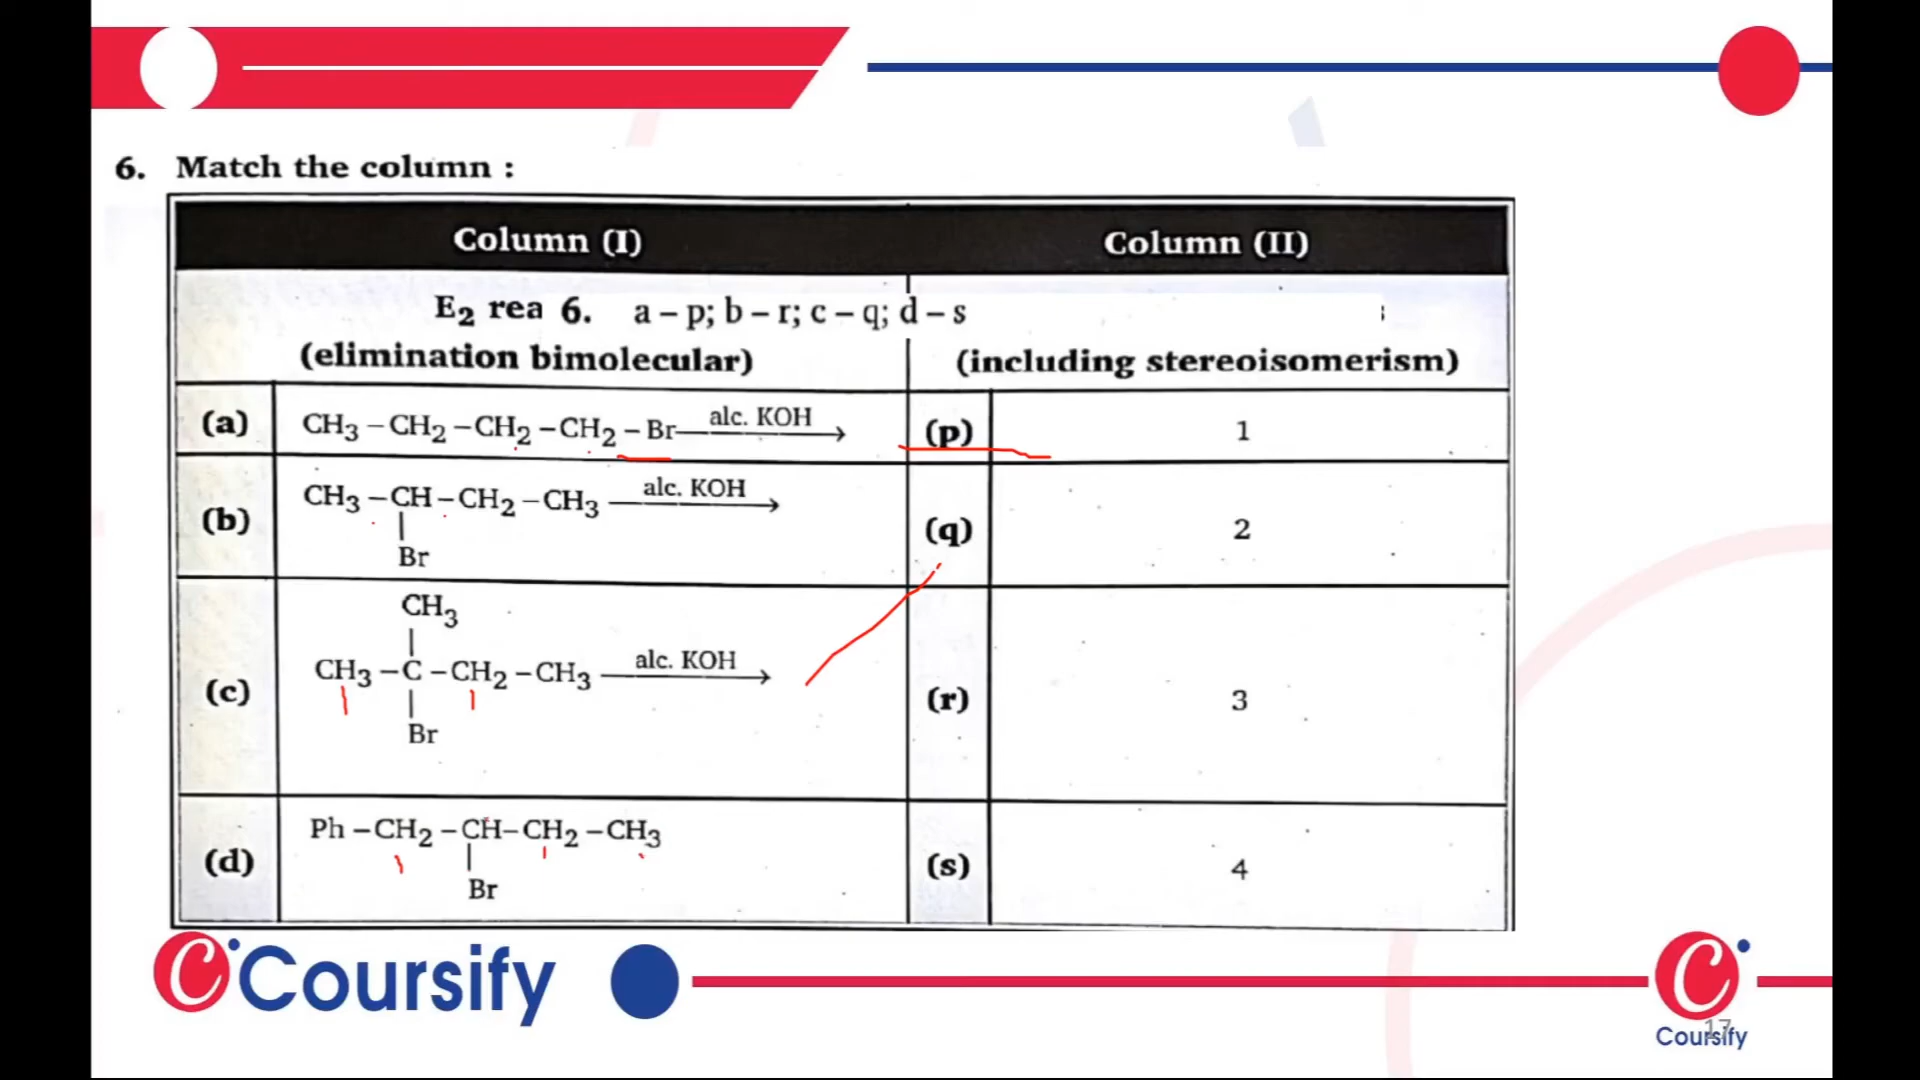 6. Match the column :
Column (I) Column (II)
E₂ rea 6. a – p; b – r; c – q; d – s
(elimination bimolecular) (including stereoisomerism)
(a) CH₃ – CH₂ – CH₂ – CH₂ – Br alc. KOH (p) 1
(b) CH₃ – CH – CH₂ – CH₃ alc. KOH (q) 2
Br
CH₃
(c) CH₃ – C – CH₂ – CH₃ alc. KOH (r) 3
Br
(d) Ph – CH₂ – CH – CH₂ – CH₃ (s) 4
Br
Coursify
17
Coursify